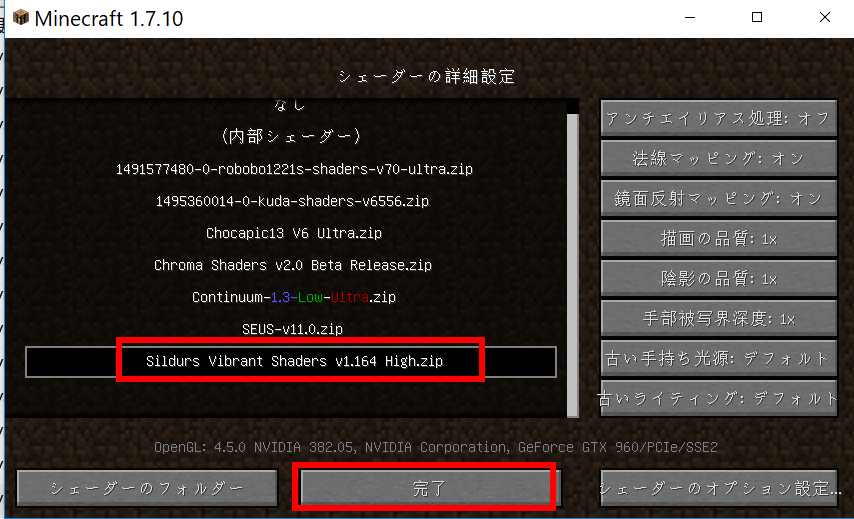 Minecraft 1.7.10
シェーダーの詳細設定
なし
(内部シェーダー)
1491577480-0-robobo1221s-shaders-v70-ultra.zip
1495360014-0-kuda-shaders-v6556.zip
Chocapic13 V6 Ultra.zip
Chroma Shaders v2.0 Beta Release.zip
Continuum-1.3-Low-Ultra.zip
SEUS-v11.0.zip
Sildurs Vibrant Shaders v1.164 High.zip
アンチエイリアス処理: オフ
法線マッピング: オン
鏡面反射マッピング: オン
描画の品質: 1x
陰影の品質: 1x
手部被写界深度: 1x
古い手持ち光源: デフォルト
古いライティング: デフォルト
OpenGL: 4.5.0 NVIDIA 382.05, NVIDIA Corporation, GeForce GTX 960/PCIe/SSE2
シェーダーのフォルダー
完了
シェーダーのオプション設定...